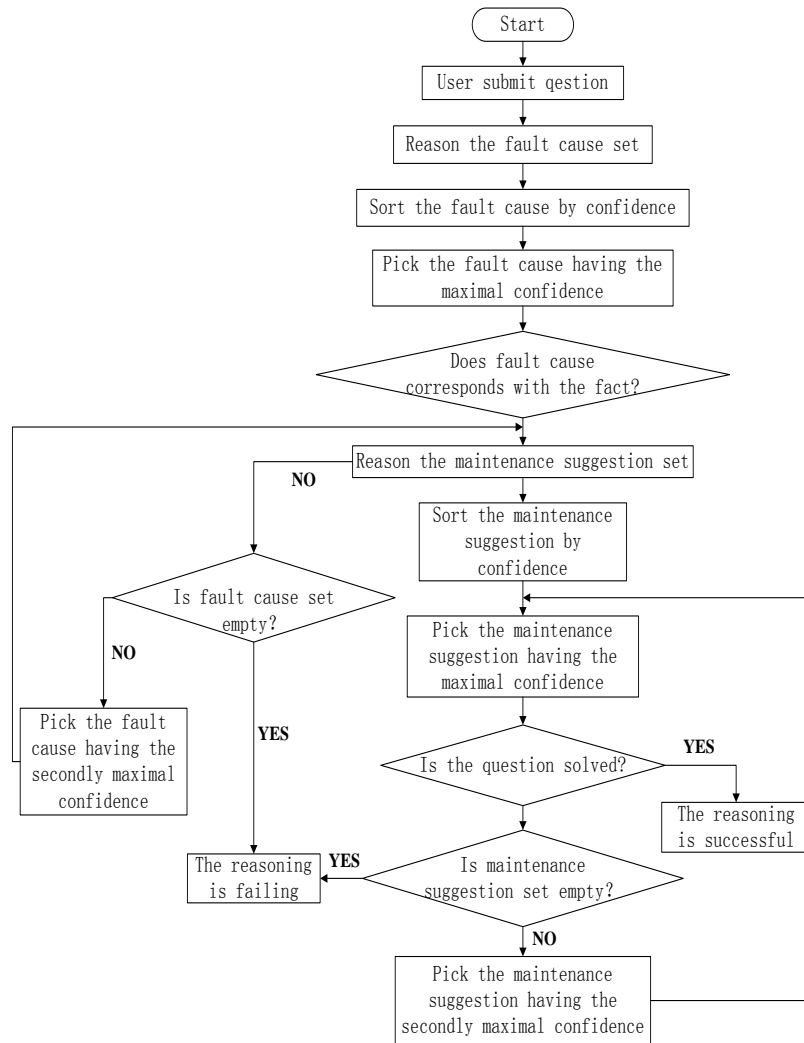 Start
User submit qestion
Reason the fault cause set
Sort the fault cause by confidence
Pick the fault cause having the
maximal confidence
Does fault cause
corresponds with the fact?
Reason the maintenance suggestion set
NO
Sort the maintenance
suggestion by
confidence
Is fault cause set
empty?
Pick the maintenance
suggestion having the
maximal confidence
NO
Pick the fault
cause having the
secondly maximal
confidence
YES
Is the question solved?
YES
The reasoning
is successful
The reasoning
is failing
YES
Is maintenance
suggestion set empty?
NO
Pick the maintenance
suggestion having the
secondly maximal confidence